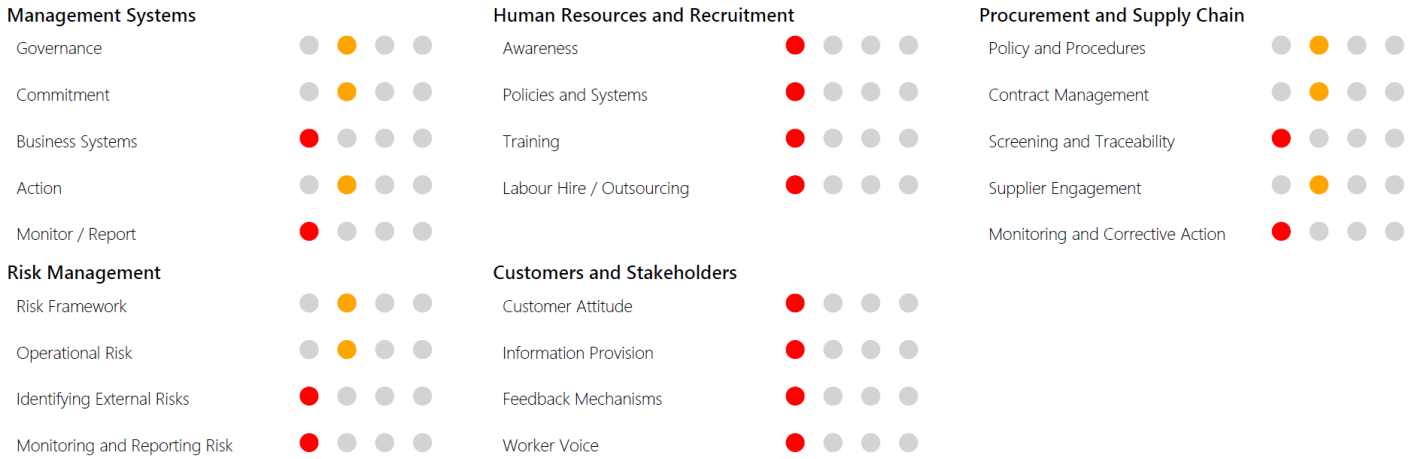 Management Systems
Governance
Commitment
Business Systems
Action
Monitor / Report
Risk Management
Risk Framework
Operational Risk
Identifying External Risks
Monitoring and Reporting Risk
Human Resources and Recruitment
Awareness
Policies and Systems
Training
Labour Hire / Outsourcing
Customers and Stakeholders
Customer Attitude
Information Provision
Feedback Mechanisms
Worker Voice
Procurement and Supply Chain
Policy and Procedures
Contract Management
Screening and Traceability
Supplier Engagement
Monitoring and Corrective Action